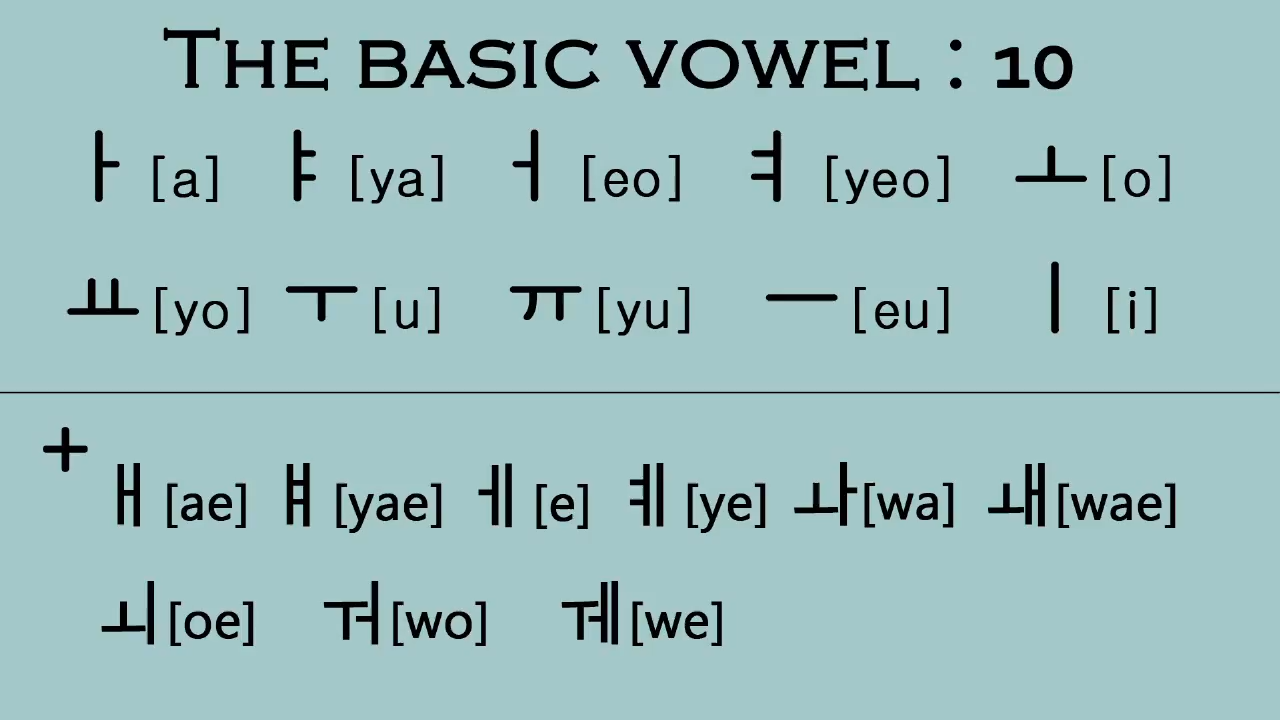 THE BASIC VOWEL : 10
ㅏ [a] ㅑ [ya] ㅓ [eo] ㅕ [yeo] ㅗ [o]
ㅛ [yo] ㅜ [u] ㅠ [yu] ㅡ [eu] ㅣ [i]
+
ㅐ [ae] ㅒ [yae] ㅔ [e] ㅖ [ye] ㅘ [wa] ㅙ [wae]
ㅚ [oe] ㅝ [wo] ㅞ [we]